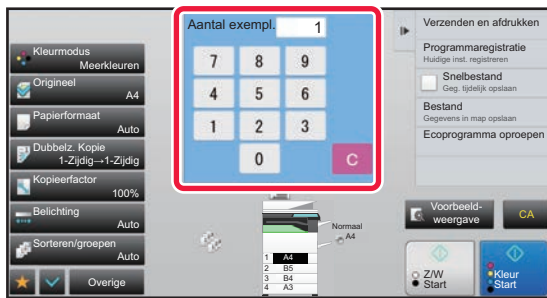 Kleurmodus
Meerkleuren
Origineel
A4
Papierformaat
Auto
Dubbelz. Kopie
1-Zijdig→1-Zijdig
Kopieerfactor
100%
Belichting
Auto
Sorteren/groepen
Auto
Overige
Aantal exempl. 1
7 8 9
4 5 6
1 2 3
0 C
Normaal
A4
1 A4
2 B5
3 B4
4 A3
Verzenden en afdrukken
Programmaregistratie
Huidige inst. registreren
Snelbestand
Geg. tijdelijk opslaan
Bestand
Gegevens in map opslaan
Ecoprogramma oproepen
Voorbeeld-
weergave
CA
Z/W
Start
Kleur
Start